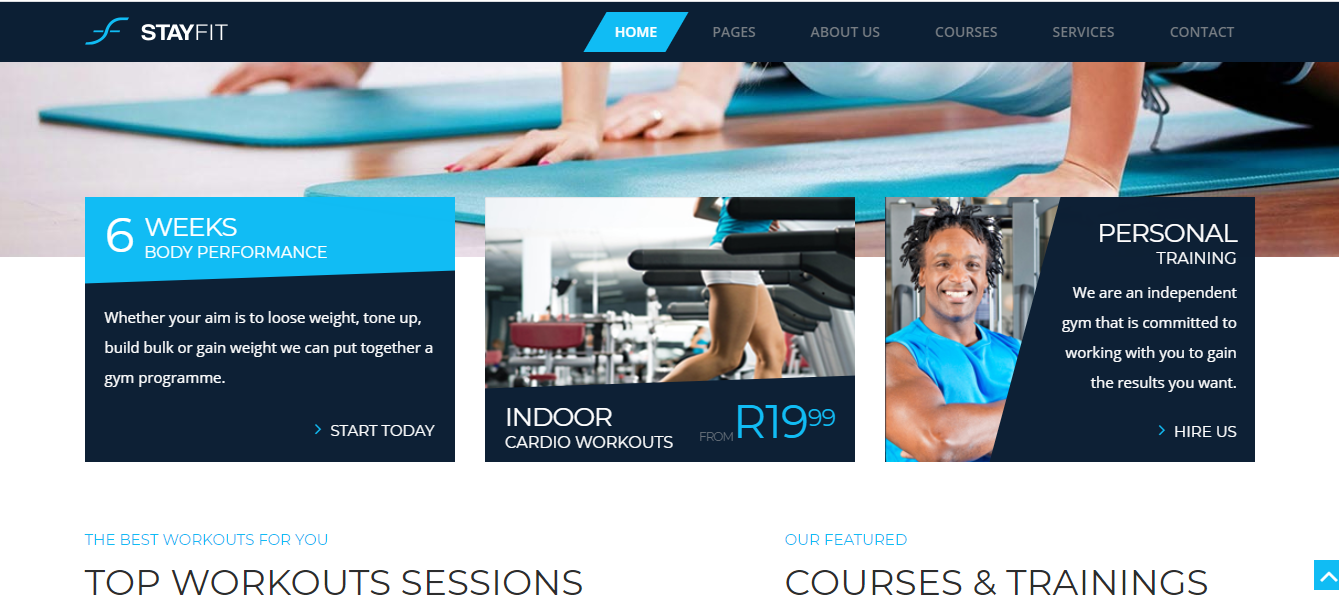 STAYFIT
HOME PAGES ABOUT US COURSES SERVICES CONTACT
6 WEEKS
BODY PERFORMANCE
Whether your aim is to loose weight, tone up,
build bulk or gain weight we can put together a
gym programme.
START TODAY
INDOOR
CARDIO WORKOUTS
FROM R1999
PERSONAL
TRAINING
We are an independent
gym that is committed to
working with you to gain
the results you want.
HIRE US
THE BEST WORKOUTS FOR YOU
TOP WORKOUTS SESSIONS
OUR FEATURED
COURSES & TRAININGS